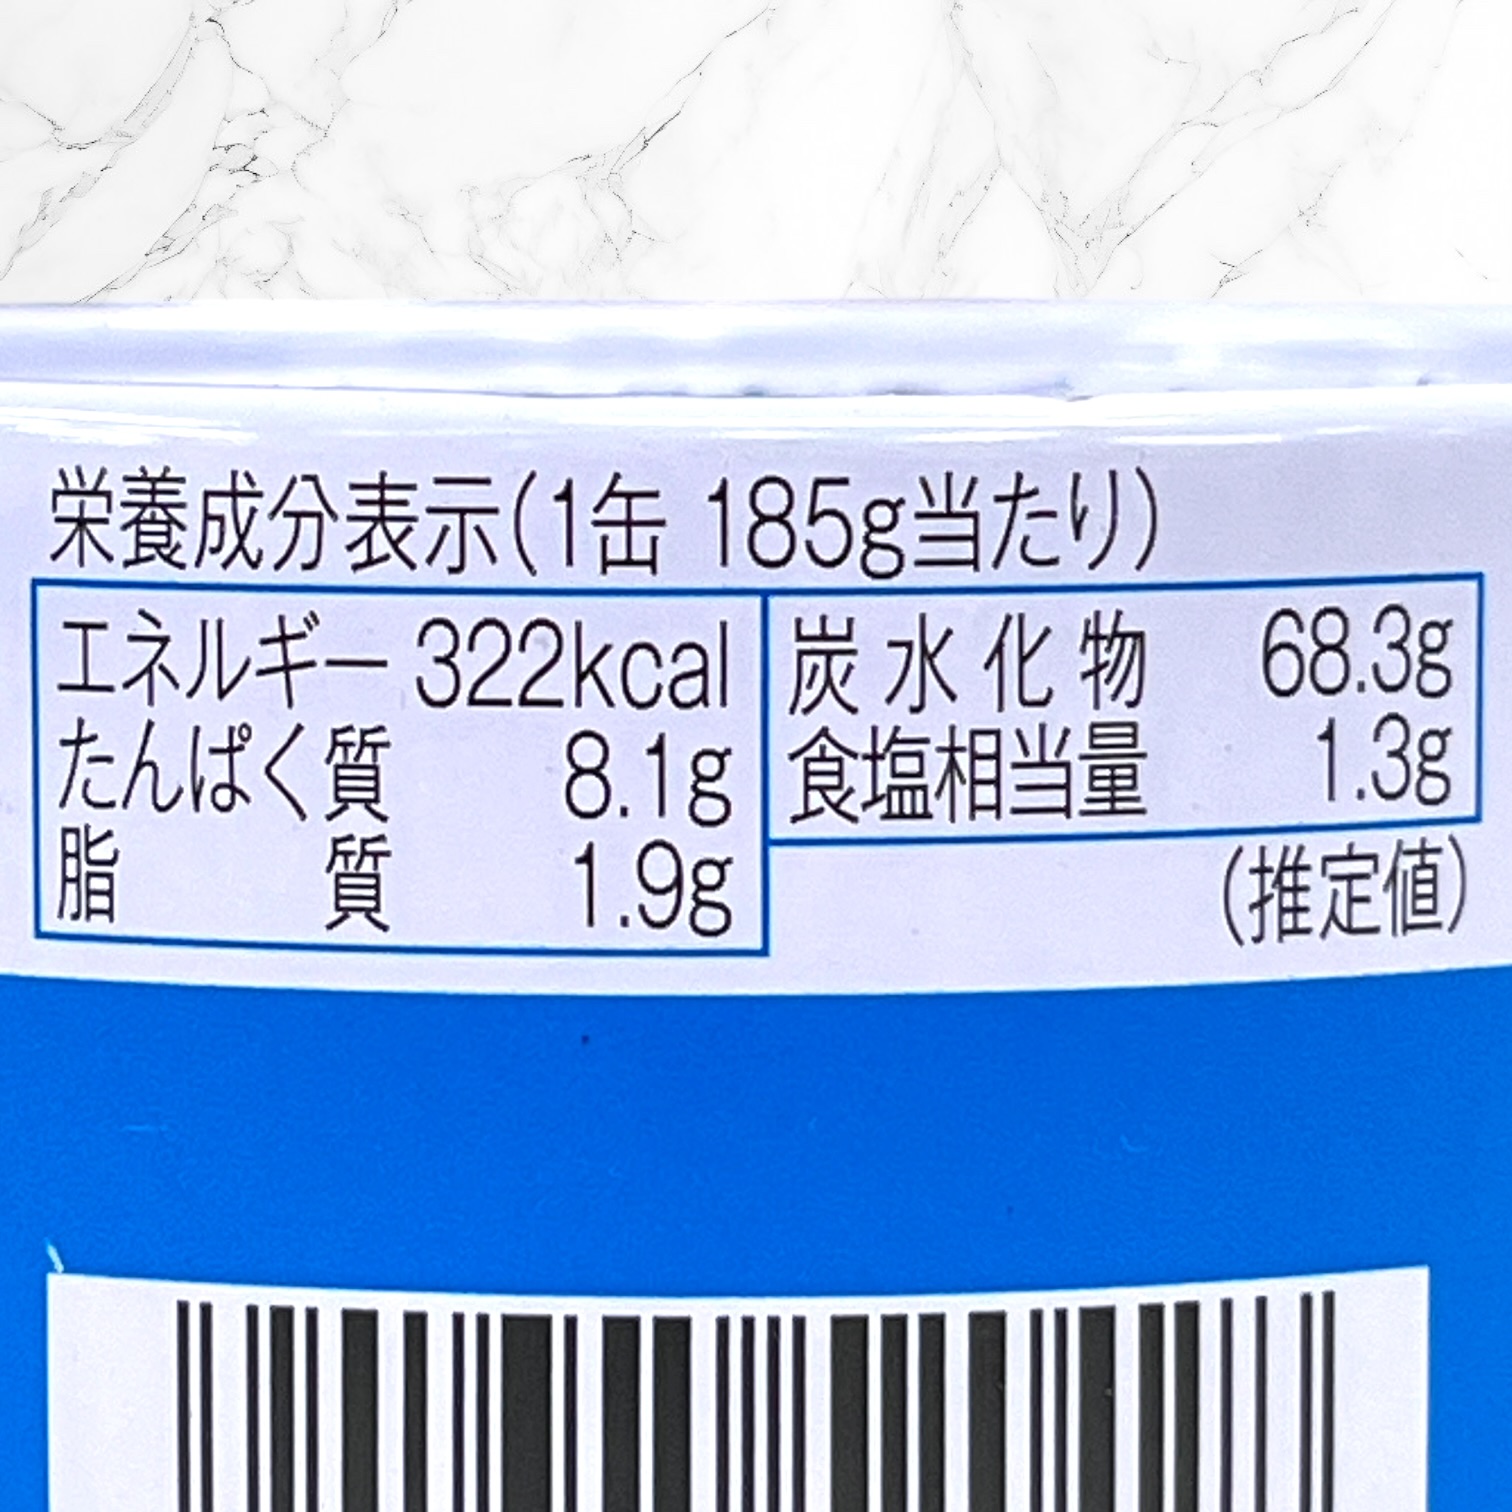 栄養成分表示(1缶 185g当たり)
エネルギー 322kcal
たんぱく質 8.1g
脂質 1.9g
炭水化物 68.3g
食塩相当量 1.3g
(推定値)